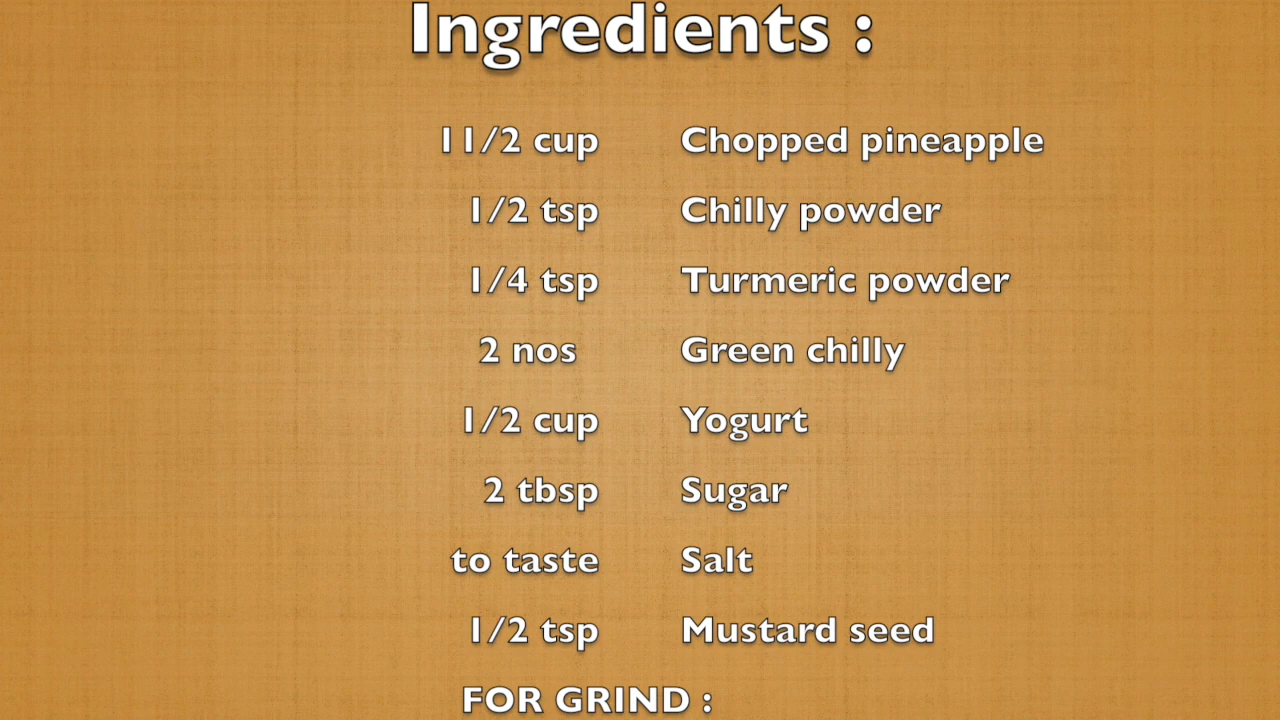 Ingredients :
11/2 cup Chopped pineapple
1/2 tsp Chilly powder
1/4 tsp Turmeric powder
2 nos Green chilly
1/2 cup Yogurt
2 tbsp Sugar
to taste Salt
1/2 tsp Mustard seed
FOR GRIND :